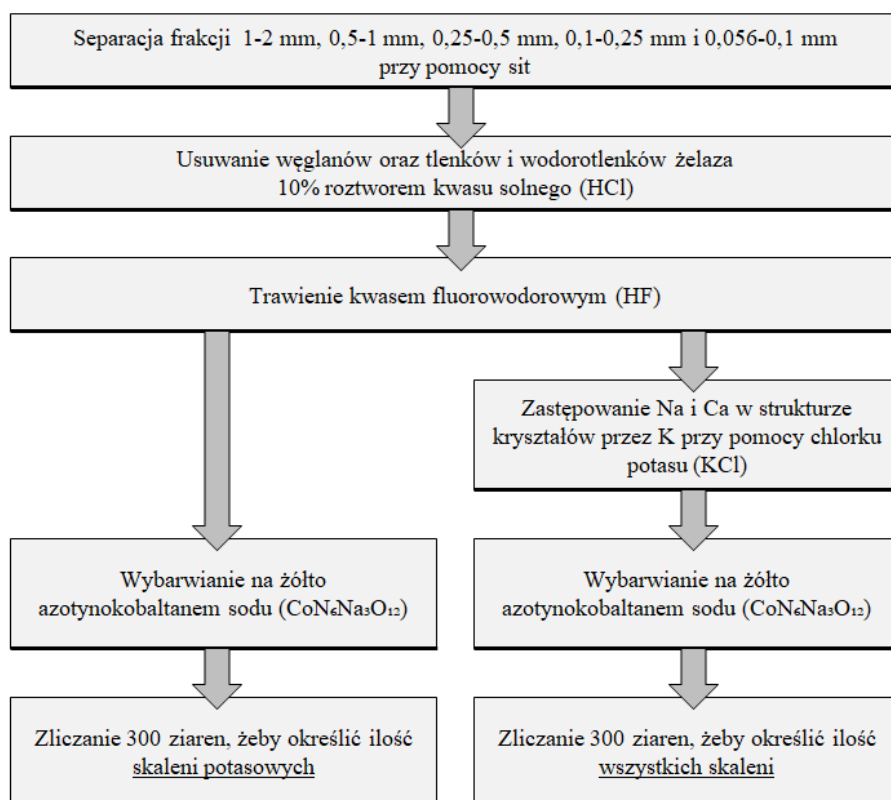 Separacja frakcji 1-2 mm, 0,5-1 mm, 0,25-0,5 mm, 0,1-0,25 mm i 0,056-0,1 mm
przy pomocy sit
Usuwanie węglanów oraz tlenków i wodorotlenków żelaza
10% roztworem kwasu solnego (HCl)
Trawienie kwasem fluorowodorowym (HF)
Zastępowanie Na i Ca w strukturze
kryształów przez K przy pomocy chlorku
potasu (KCl)
Wybarwianie na żółto
azotynokobaltanem sodu (CoN₆Na₃O₁₂)
Wybarwianie na żółto
azotynokobaltanem sodu (CoN₆Na₃O₁₂)
Zliczanie 300 ziaren, żeby określić ilość
skaleni potasowych
Zliczanie 300 ziaren, żeby określić ilość
wszystkich skaleni